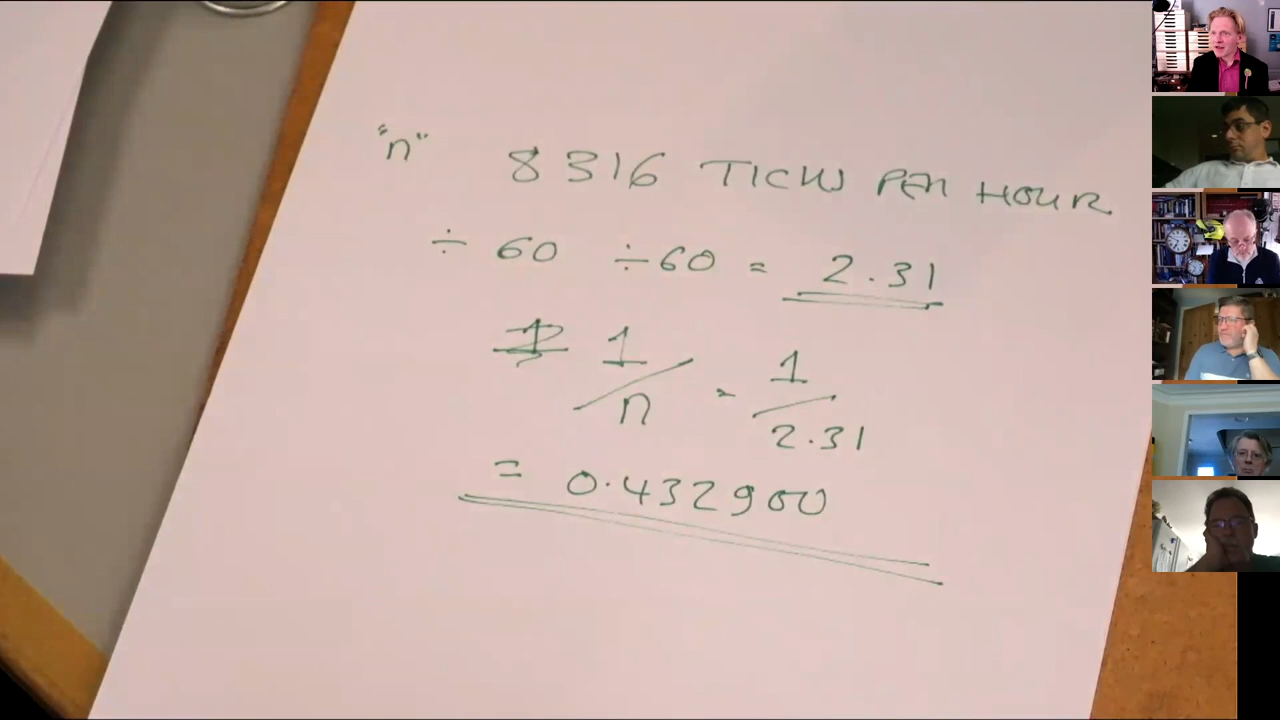 "n" 8316 TICKS PER HOUR
÷ 60 ÷60 = 2.31
1/n = 1/2.31
= 0.432900